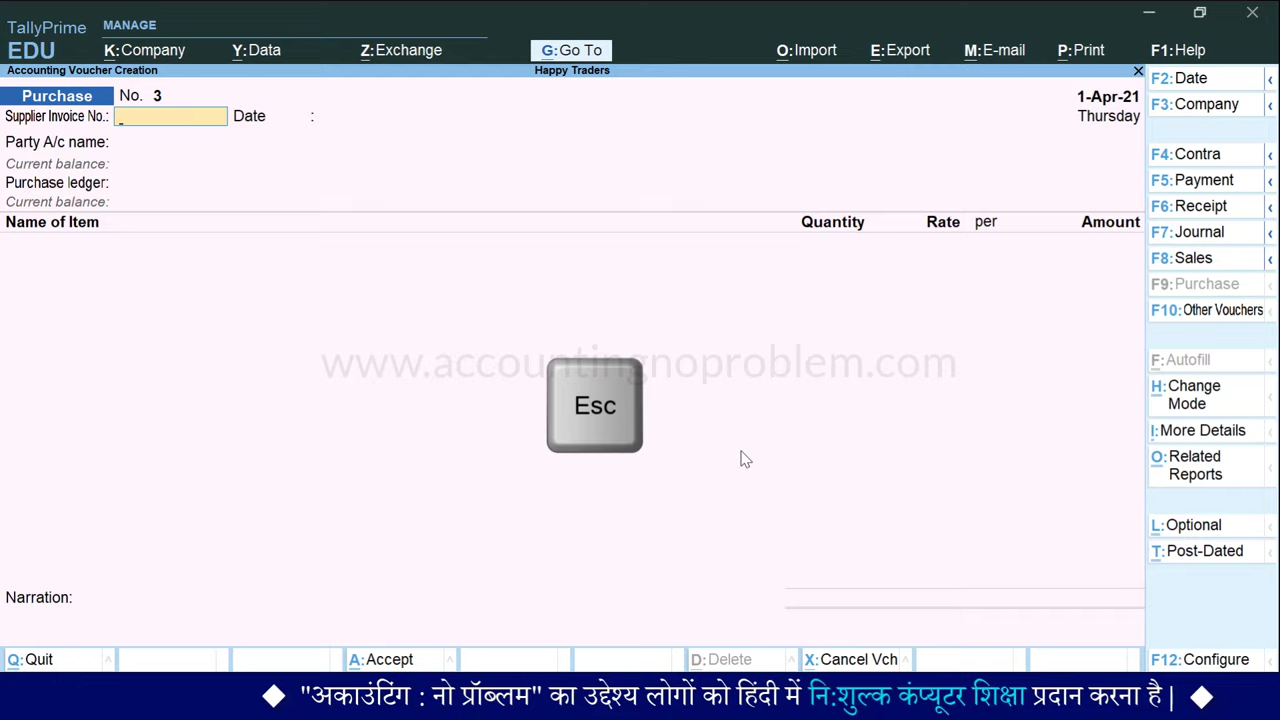 TallyPrime MANAGE
EDU K:Company Y:Data Z:Exchange G:Go To O:Import E:Export M:E-mail P:Print F1:Help
Accounting Voucher Creation Happy Traders
Purchase No. 3 1-Apr-21
Supplier Invoice No.: Date : Thursday
Party A/c name:
Current balance:
Purchase ledger:
Current balance:
Name of Item Quantity Rate per Amount
www.accountingnoproblem.com
Esc
Narration:
Q:Quit A:Accept D:Delete X:Cancel Vch F12:Configure
F2:Date
F3:Company
F4:Contra
F5:Payment
F6:Receipt
F7:Journal
F8:Sales
F9:Purchase
F10:Other Vouchers
F:Autofill
H:Change
Mode
I:More Details
O:Related
Reports
L:Optional
T:Post-Dated
"अकाउंटिंग : नो प्रॉब्लम" का उद्देश्य लोगों को हिंदी में नि:शुल्क कंप्यूटर शिक्षा प्रदान करना है |